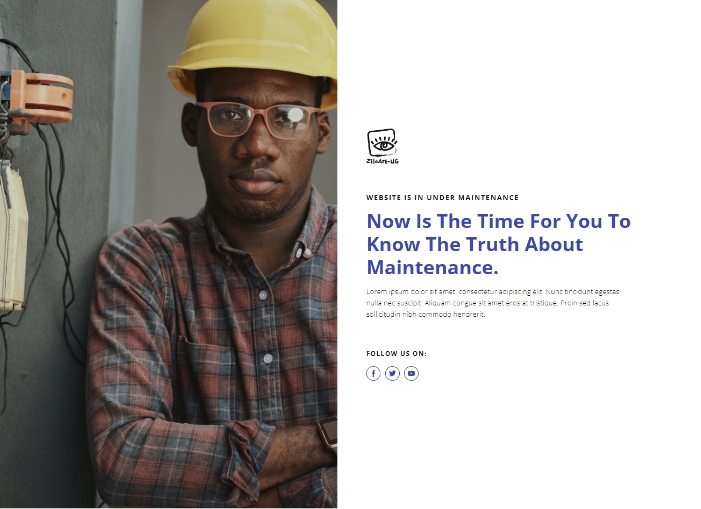 WEBSITE IS IN UNDER MAINTENANCE
Now Is The Time For You To
Know The Truth About
Maintenance.
Lorem ipsum dolor sit amet, consectetur adipiscing elit. Nunc tincidunt egestas
nulla nec suscipit. Aliquam congue sit amet eros at tristique. Proin sed lacus
sollicitudin nibh commodo hendrerit.
FOLLOW US ON: